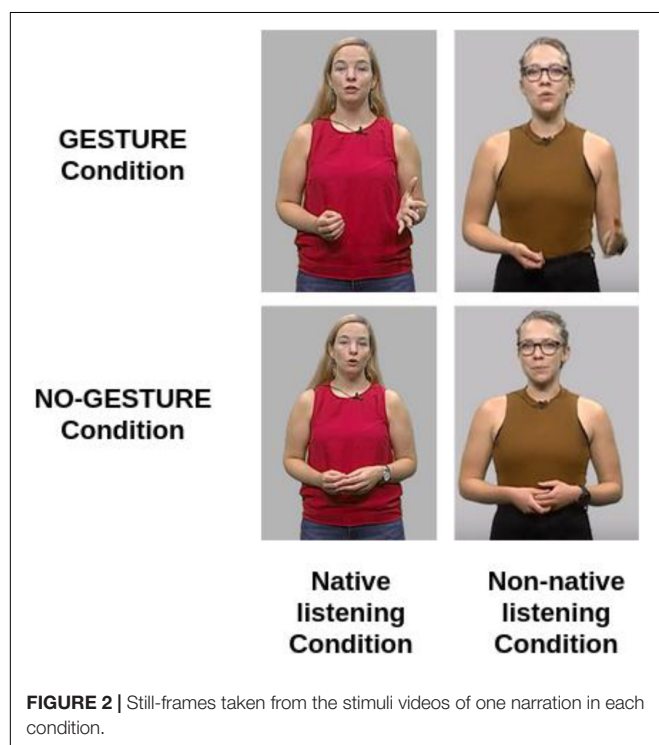 GESTURE
Condition
NO-GESTURE
Condition
Native
listening
Condition
Non-native
listening
Condition
FIGURE 2 | Still-frames taken from the stimuli videos of one narration in each
condition.